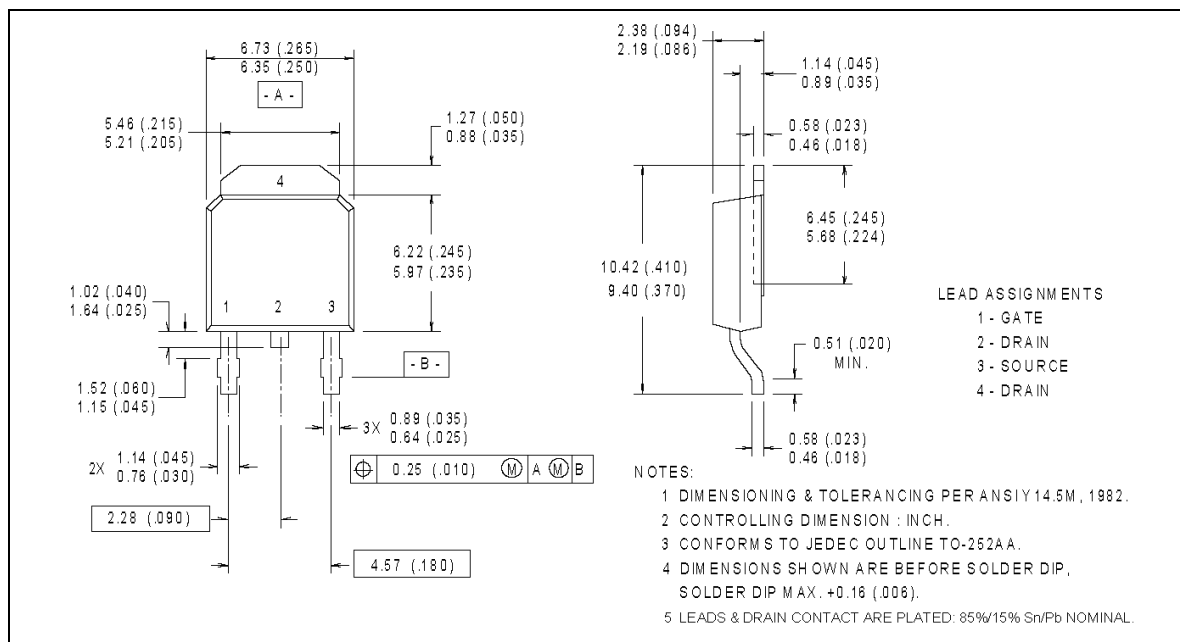 6.73 (.265)
6.35 (.250)
- A -
5.46 (.215)
5.21 (.205)
1.27 (.050)
0.88 (.035)
4
6.22 (.245)
5.97 (.235)
1.02 (.040)
1.64 (.025)
1 2 3
- B -
1.52 (.060)
1.15 (.045)
3X 0.89 (.035)
0.64 (.025)
2X 1.14 (.045)
0.76 (.030)
⌖ 0.25 (.010) Ⓜ A Ⓜ B
2.28 (.090)
4.57 (.180)
2.38 (.094)
2.19 (.086)
1.14 (.045)
0.89 (.035)
0.58 (.023)
0.46 (.018)
6.45 (.245)
5.68 (.224)
10.42 (.410)
9.40 (.370)
0.51 (.020)
MIN.
0.58 (.023)
0.46 (.018)
LEAD ASSIGNMENTS
1 - GATE
2 - DRAIN
3 - SOURCE
4 - DRAIN
NOTES:
1 DIMENSIONING & TOLERANCING PER ANSI Y14.5M, 1982.
2 CONTROLLING DIMENSION : INCH.
3 CONFORMS TO JEDEC OUTLINE TO-252AA.
4 DIMENSIONS SHOWN ARE BEFORE SOLDER DIP,
SOLDER DIP MAX. +0.16 (.006).
5 LEADS & DRAIN CONTACT ARE PLATED: 85%/15% Sn/Pb NOMINAL.